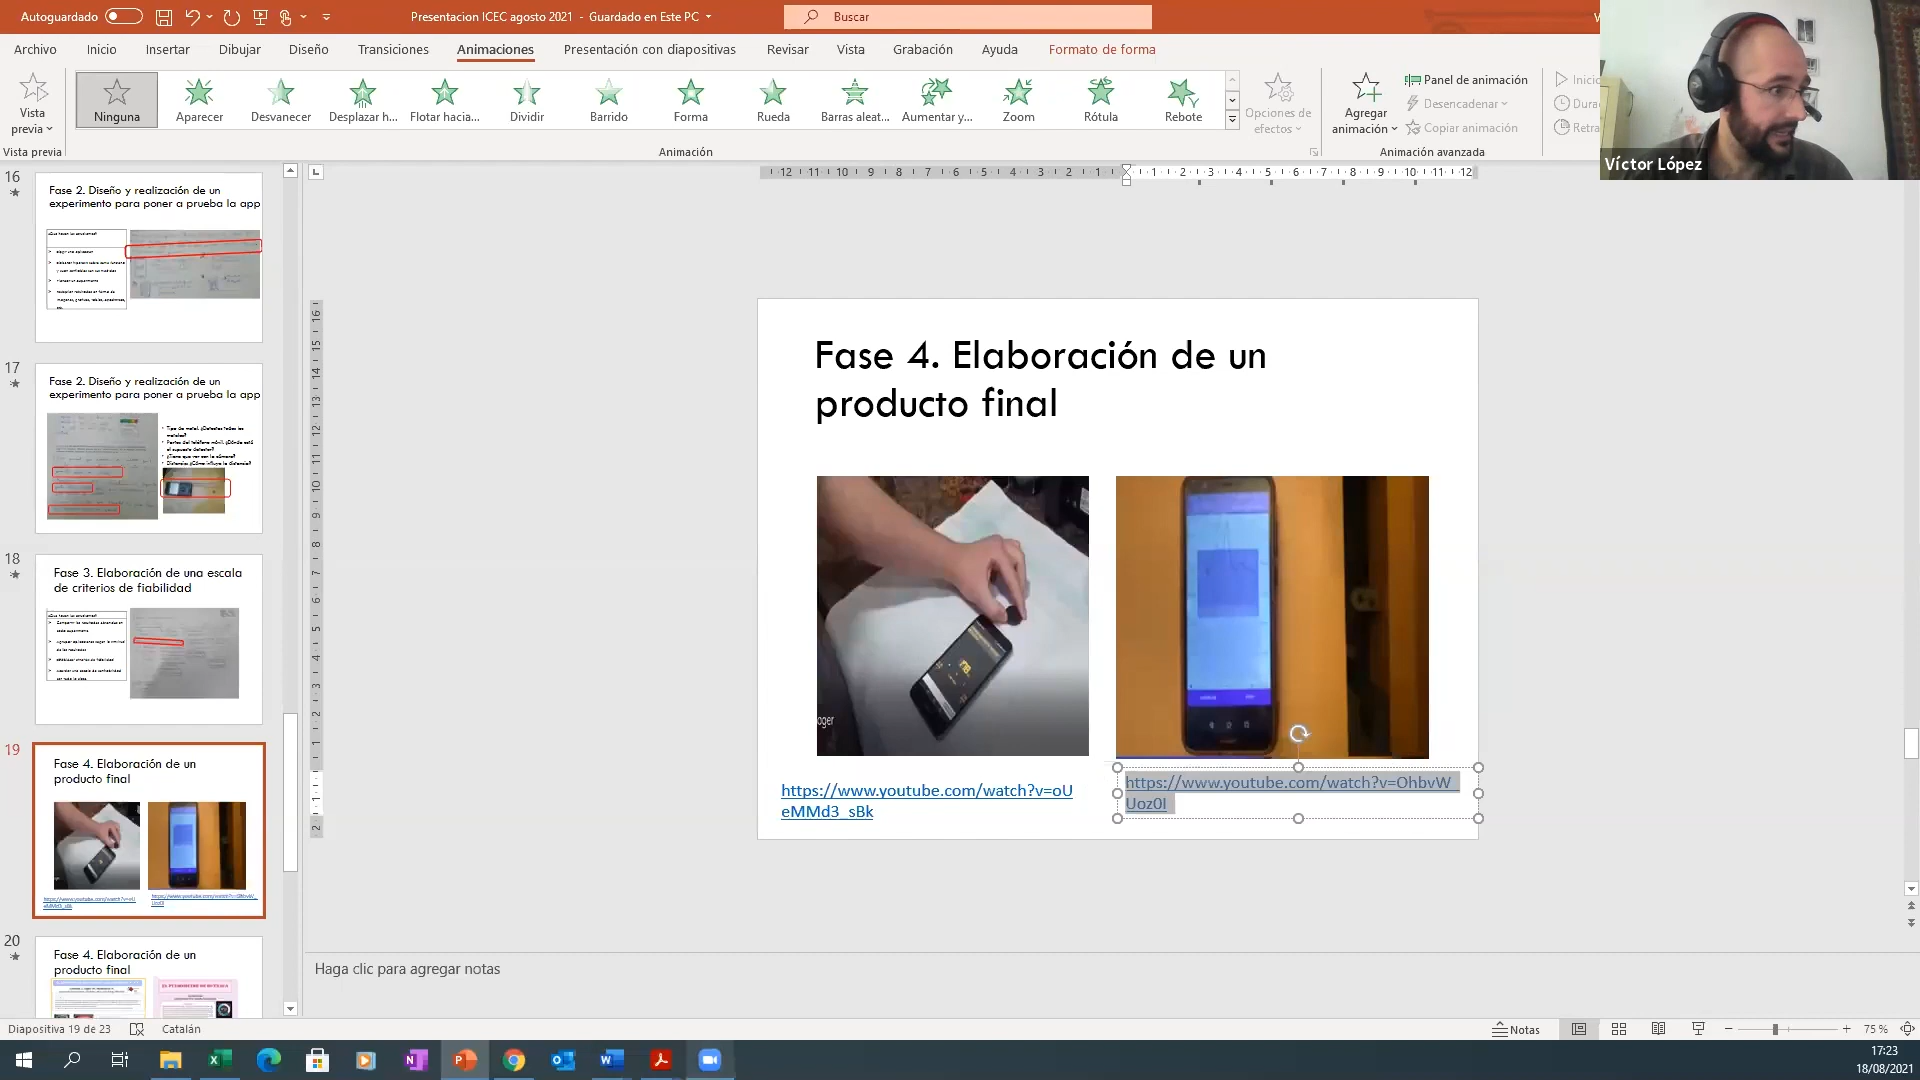 Autoguardado
Presentacion ICEC agosto 2021 - Guardado en Este PC
Buscar
Archivo Inicio Insertar Dibujar Diseño Transiciones Animaciones Presentación con diapositivas Revisar Vista Grabación Ayuda Formato de forma
Vista previa
Ninguna Aparecer Desvanecer Desplazar h... Flotar hacia... Dividir Barrido Forma Rueda Barras aleat... Aumentar y... Zoom Rótula Rebote
Opciones de efectos
Agregar animación
Panel de animación
Desencadenar
Copiar animación
Vista previa Animación Animación avanzada
Víctor López
16
Fase 2. Diseño y realización de un
experimento para poner a prueba la app
17
Fase 2. Diseño y realización de un
experimento para poner a prueba la app
18
Fase 3. Elaboración de una escala
de criterios de fiabilidad
19
Fase 4. Elaboración de un
producto final
20
Fase 4. Elaboración de un
producto final
Fase 4. Elaboración de un
producto final
https://www.youtube.com/watch?v=oU
eMMd3_sBk
https://www.youtube.com/watch?v=OhbvW_
Uoz0I
Haga clic para agregar notas
Diapositiva 19 de 23 Catalán Notas 75 %
17:23
18/08/2021